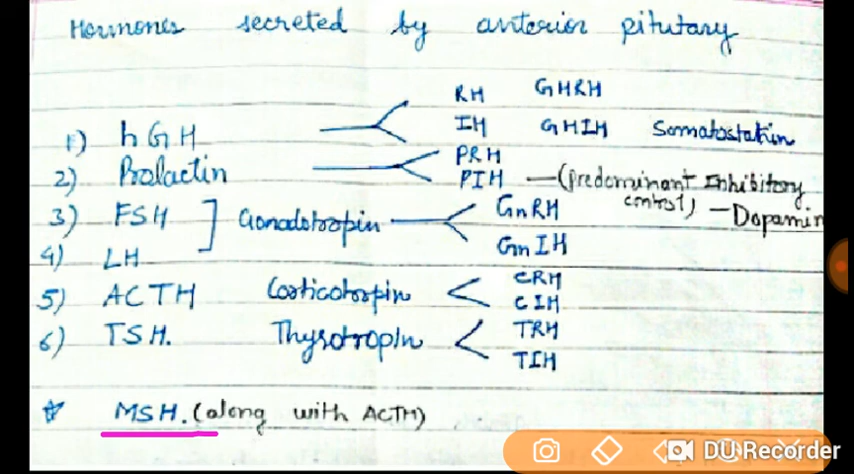 Hormones secreted by anterior pitutary
RH GHRH
1) hGH IH GHIH Somatostatin
PRH
2) Prolactin PIH — (predominant Inhibitory control) — Dopamin
3) FSH ] Gonadotropin GnRH
4) LH GnIH
5) ACTH Corticotropin CRH
CIH
6) TSH. Thyrotropin TRH
TIH
☆ MSH. (along with ACTH)
DU Recorder